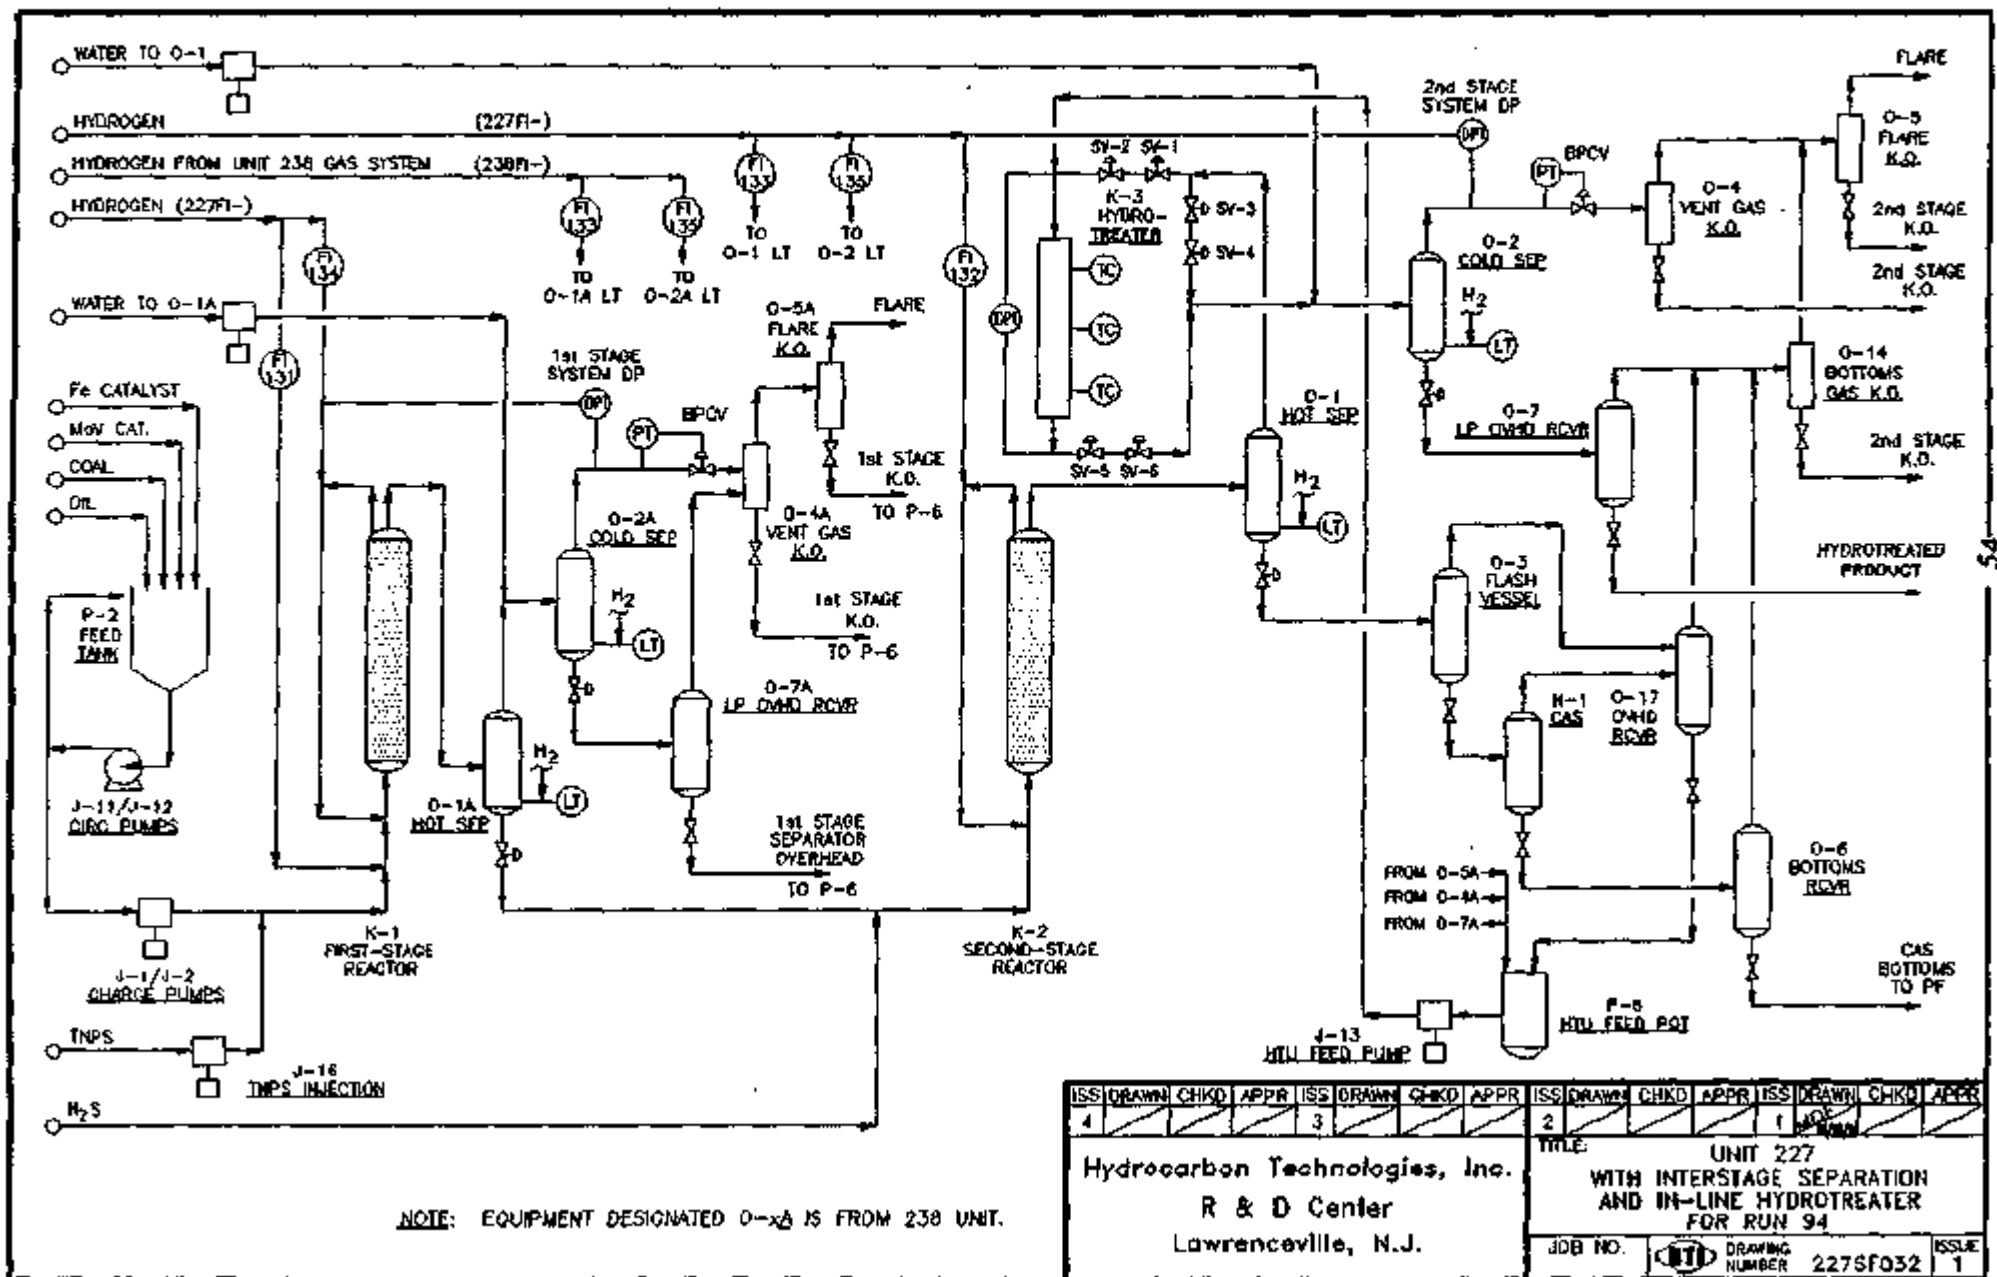 WATER TO O-1
HYDROGEN
(227FI-)
HYDROGEN FROM UNIT 238 GAS SYSTEM
(238FI-)
HYDROGEN (227FI-)
WATER TO O-1A
Fe CATALYST
MoV CAT.
COAL
OIL
P-2
FEED
TANK
J-11/J-12
CIRC PUMPS
J-1/J-2
CHARGE PUMPS
TNPS
J-16
TNPS INJECTION
H2S
FI
131
FI
134
FI
133
TO
O-1A LT
FI
135
TO
O-2A LT
FI
133
TO
O-1 LT
FI
135
TO
O-2 LT
FI
132
K-1
FIRST-STAGE
REACTOR
1st STAGE
SYSTEM DP
DPI
PT
BPCV
O-5A
FLARE
K.O.
FLARE
1st STAGE
K.O.
TO P-6
O-4A
VENT GAS
K.O.
1st STAGE
K.O.
TO P-6
O-2A
COLD SEP
H2
LT
O-7A
LP OVHD RCVR
O-1A
HOT SEP
H2
LT
D
D
1st STAGE
SEPARATOR
OVERHEAD
TO P-6
K-2
SECOND-STAGE
REACTOR
SV-2 SV-1
K-3
HYDRO-
TREATER
D SV-3
D SV-4
DPI
TC
TC
TC
SV-5 SV-6
2nd STAGE
SYSTEM DP
DPI
PT
BPCV
O-1
HOT SEP
H2
LT
D
O-2
COLD SEP
H2
LT
D
O-4
VENT GAS
K.O.
FLARE
O-5
FLARE
K.O.
2nd STAGE
K.O.
2nd STAGE
K.O.
O-14
BOTTOMS
GAS K.O.
2nd STAGE
K.O.
O-7
LP OVHD RCVR
HYDROTREATED
PRODUCT
O-3
FLASH
VESSEL
N-1
CAS
O-17
OVHD
RCVR
O-6
BOTTOMS
RCVR
CAS
BOTTOMS
TO PF
FROM O-5A
FROM O-4A
FROM O-7A
P-6
HTU FEED POT
J-13
HTU FEED PUMP
54
NOTE: EQUIPMENT DESIGNATED O-xA IS FROM 238 UNIT.
ISS DRAWN CHKD APPR ISS DRAWN CHKD APPR ISS DRAWN CHKD APPR ISS DRAWN CHKD APPR
4 3 2 1
Hydrocarbon Technologies, Inc.
R & D Center
Lawrenceville, N.J.
TITLE:
UNIT 227
WITH INTERSTAGE SEPARATION
AND IN-LINE HYDROTREATER
FOR RUN 94
JOB NO.
HTI
DRAWING
NUMBER 227SF032
ISSUE
1